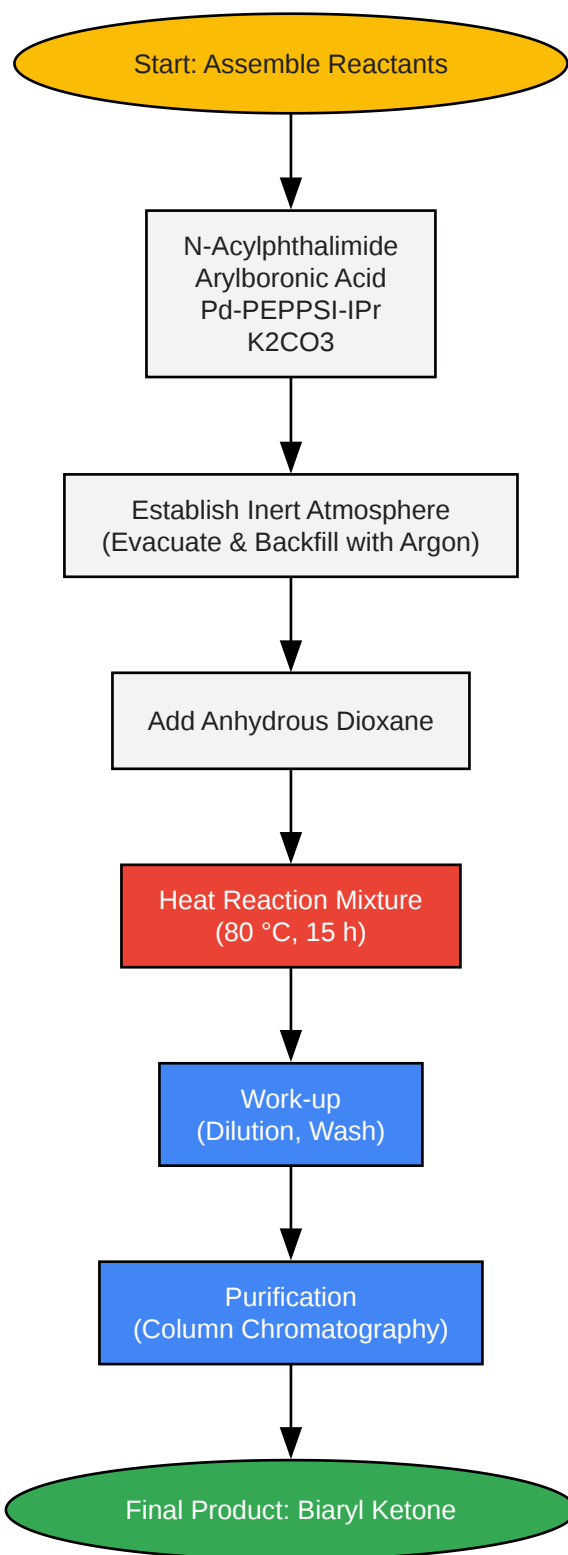 Start: Assemble Reactants
N-Acylphthalimide
Arylboronic Acid
Pd-PEPPSI-IPr
K2CO3
Establish Inert Atmosphere
(Evacuate & Backfill with Argon)
Add Anhydrous Dioxane
Heat Reaction Mixture
(80 °C, 15 h)
Work-up
(Dilution, Wash)
Purification
(Column Chromatography)
Final Product: Biaryl Ketone